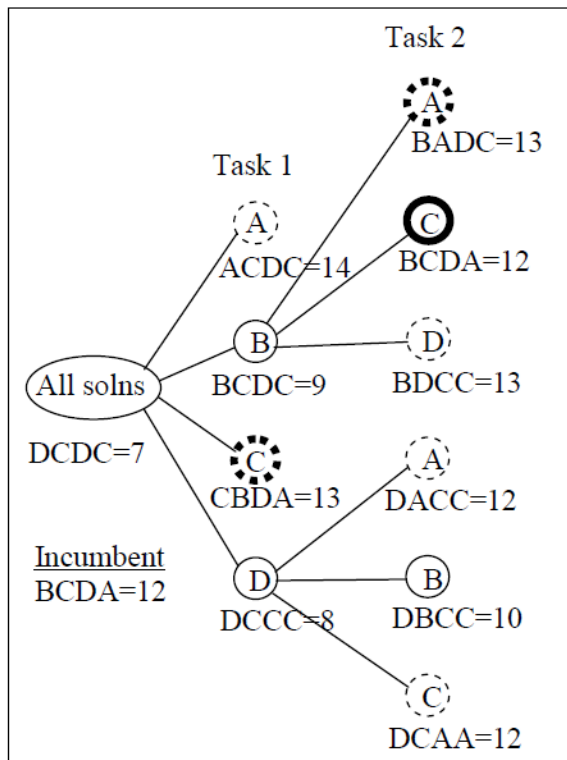 Task 2
A
BADC=13
Task 1
A
ACDC=14
C
BCDA=12
B
BCDC=9
D
BDCC=13
All solns
DCDC=7
C
CBDA=13
A
DACC=12
Incumbent
BCDA=12
D
DCCC=8
B
DBCC=10
C
DCAA=12